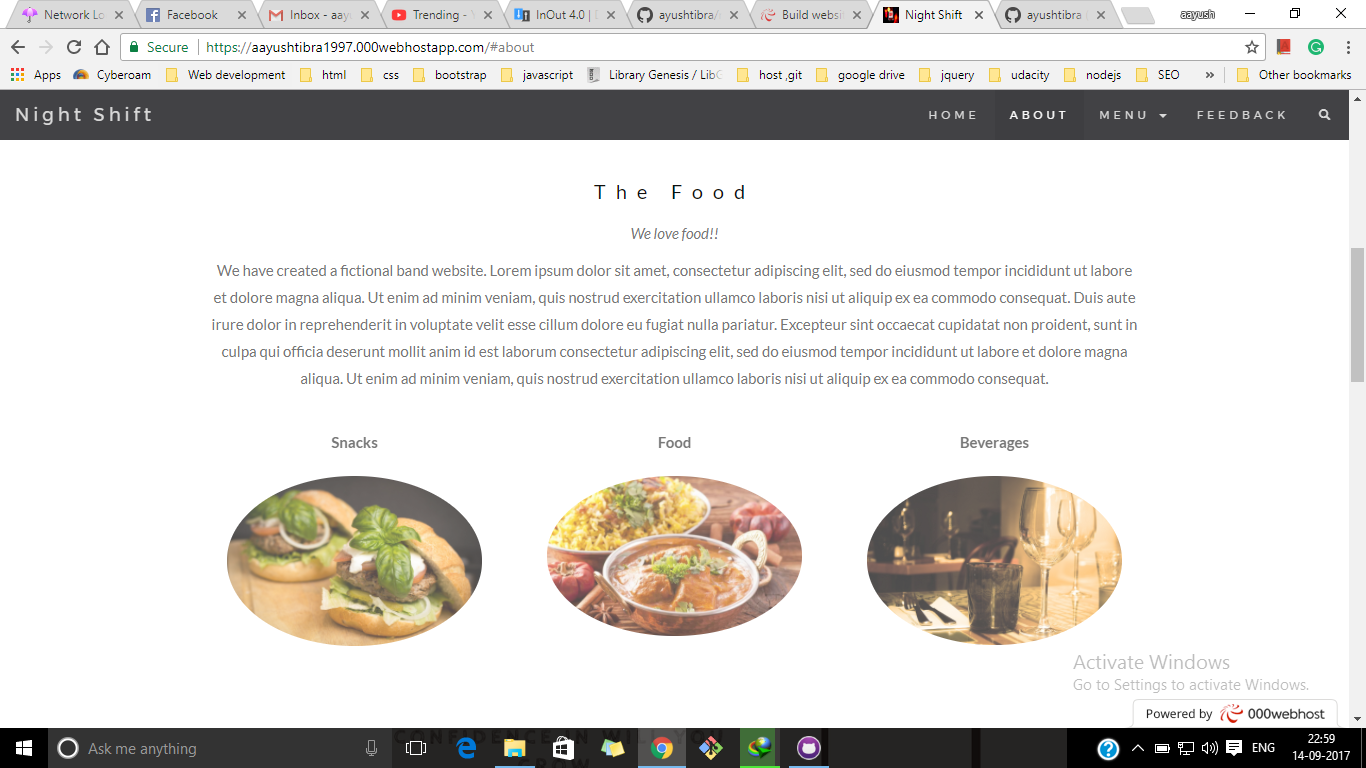 Network Lo
Facebook
Inbox - aay
Trending - Y
InOut 4.0 |
ayushtibra/
Build websi
Night Shift
ayushtibra
aayush
Secure
https://aayushtibra1997.000webhostapp.com/#about
Apps
Cyberoam
Web development
html
css
bootstrap
javascript
Library Genesis / LibG
host ,git
google drive
jquery
udacity
nodejs
SEO
»
Other bookmarks
Night Shift
HOME
ABOUT
MENU
FEEDBACK
The Food
We love food!!
We have created a fictional band website. Lorem ipsum dolor sit amet, consectetur adipiscing elit, sed do eiusmod tempor incididunt ut labore
et dolore magna aliqua. Ut enim ad minim veniam, quis nostrud exercitation ullamco laboris nisi ut aliquip ex ea commodo consequat. Duis aute
irure dolor in reprehenderit in voluptate velit esse cillum dolore eu fugiat nulla pariatur. Excepteur sint occaecat cupidatat non proident, sunt in
culpa qui officia deserunt mollit anim id est laborum consectetur adipiscing elit, sed do eiusmod tempor incididunt ut labore et dolore magna
aliqua. Ut enim ad minim veniam, quis nostrud exercitation ullamco laboris nisi ut aliquip ex ea commodo consequat.
Snacks
Food
Beverages
Activate Windows
Go to Settings to activate Windows.
Powered by 000webhost
Ask me anything
CONFIDENCE IN WILL YOU
GROW
ENG
22:59
14-09-2017